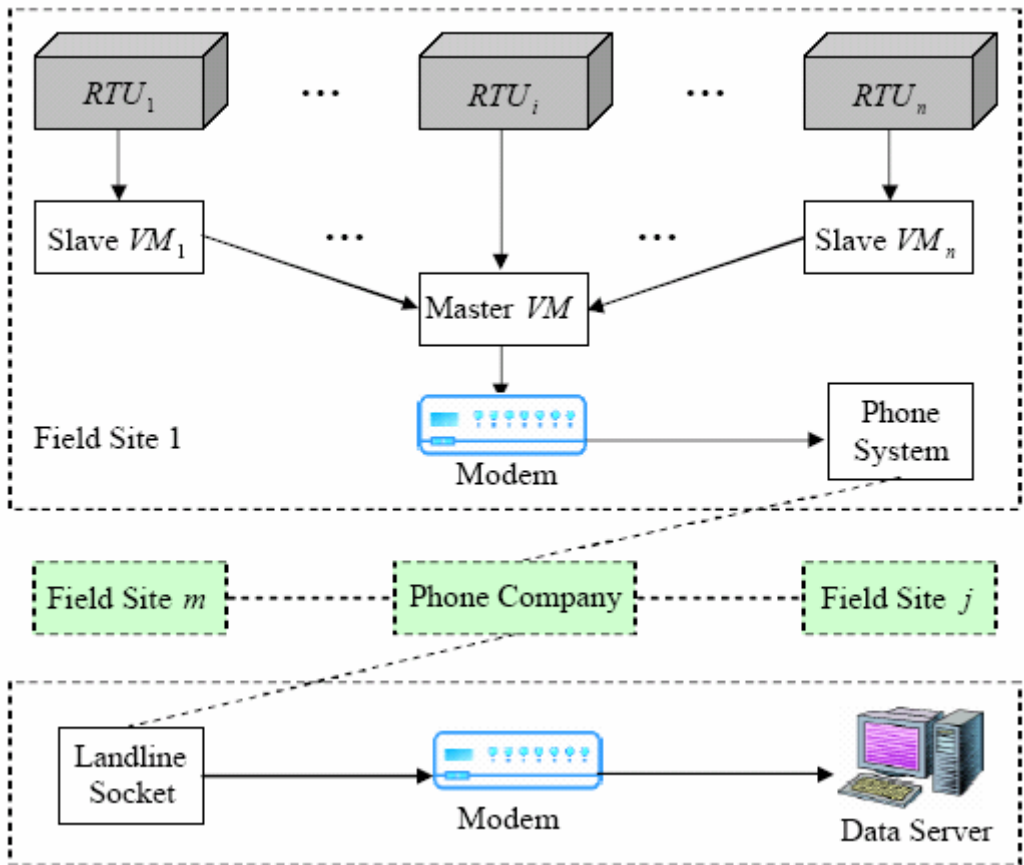 RTU₁ ... RTUᵢ ... RTUₙ
Slave VM₁ ... ... Slave VMₙ
Master VM
Field Site 1
Modem
Phone
System
Field Site m
Phone Company
Field Site j
Landline
Socket
Modem
Data Server